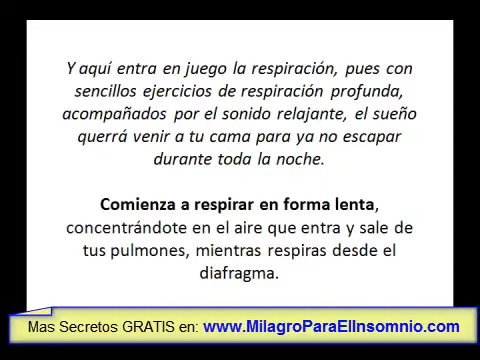 Y aquí entra en juego la respiración, pues con
sencillos ejercicios de respiración profunda,
acompañados por el sonido relajante, el sueño
querrá venir a tu cama para ya no escapar
durante toda la noche.
Comienza a respirar en forma lenta,
concentrándote en el aire que entra y sale de
tus pulmones, mientras respiras desde el
diafragma.
Mas Secretos GRATIS en: www.MilagroParaElInsomnio.com